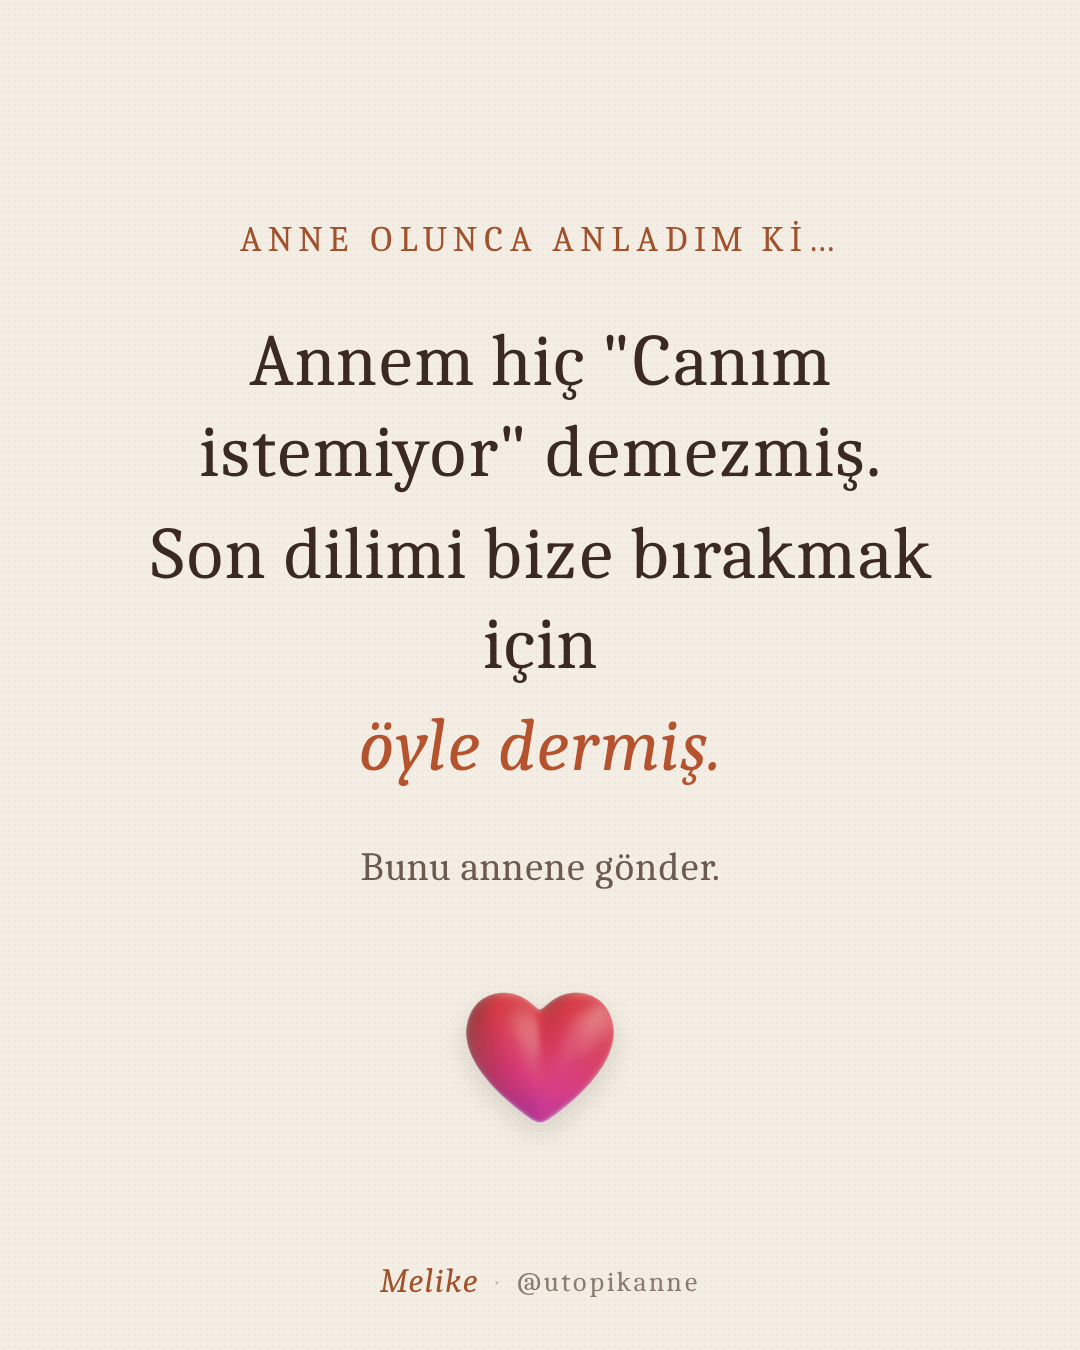 ANNE OLUNCA ANLADIM Kİ...
Annem hiç "Canım
istemiyor" demezmiş.
Son dilimi bize bırakmak
için
öyle dermiş.
Bunu annene gönder.
Melike · @utopikanne